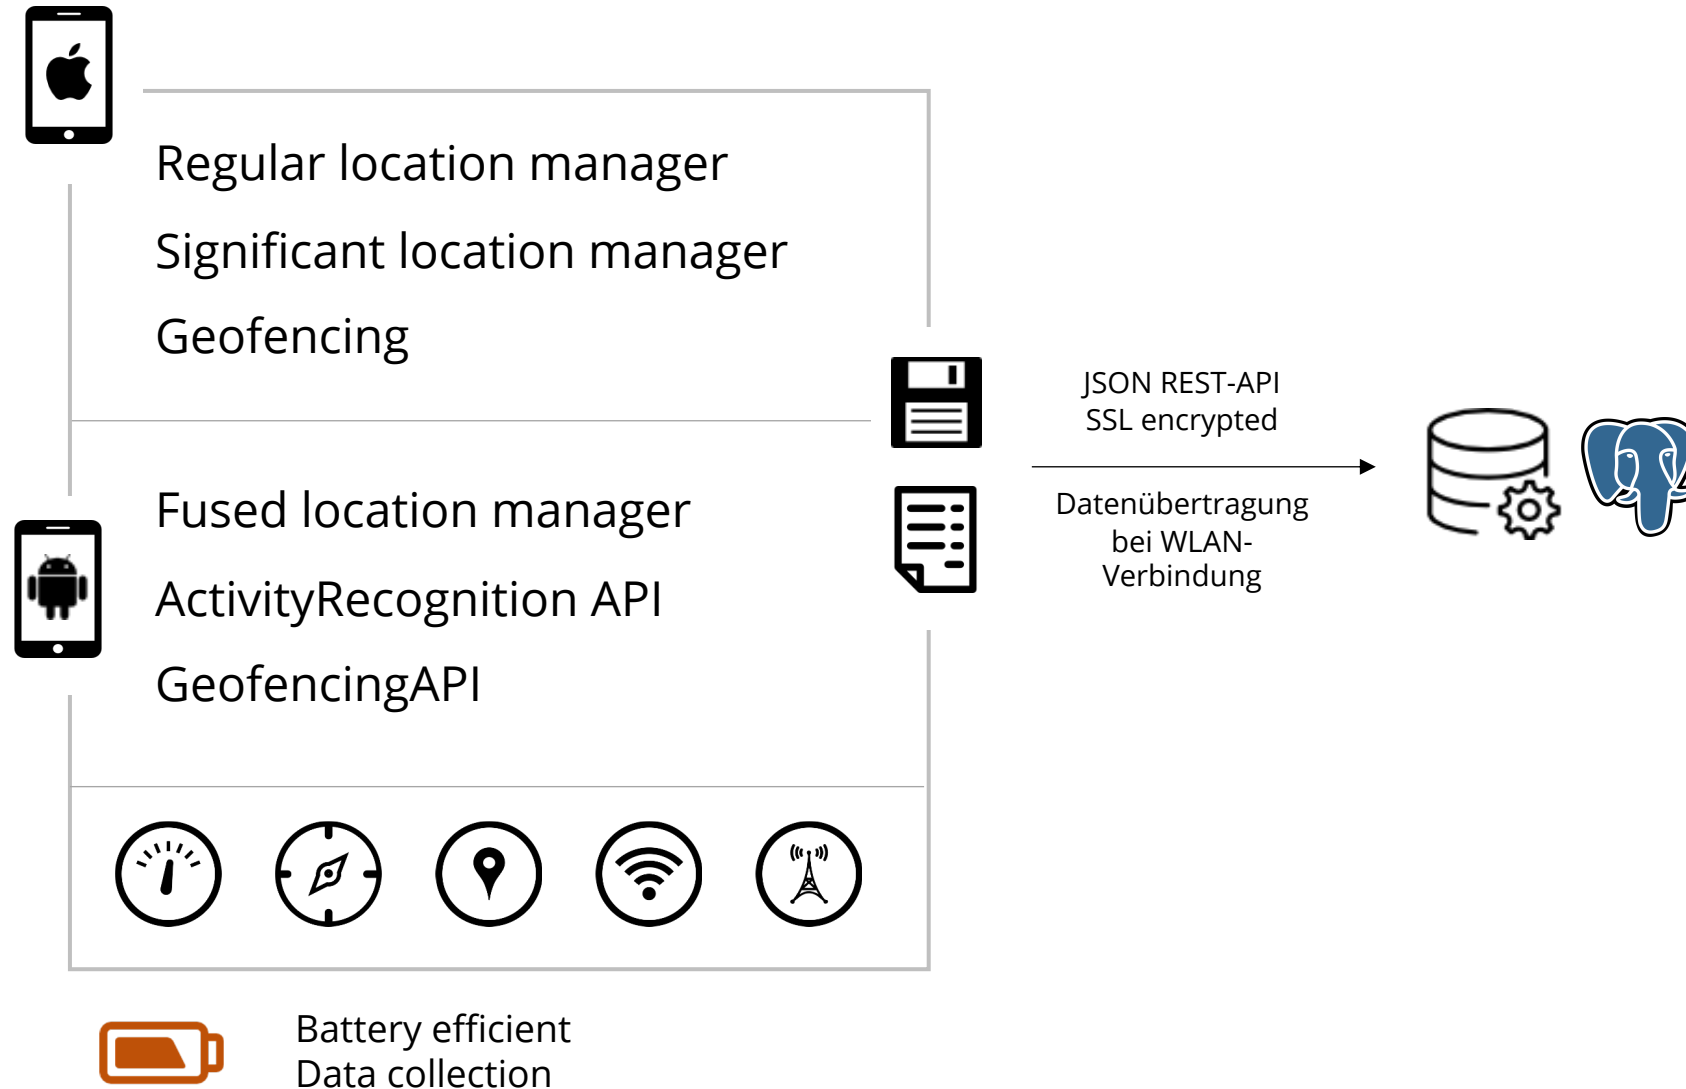 Regular location manager
Significant location manager
Geofencing
Fused location manager
ActivityRecognition API
GeofencingAPI
JSON REST-API
SSL encrypted
Datenübertragung
bei WLAN-
Verbindung
Battery efficient
Data collection